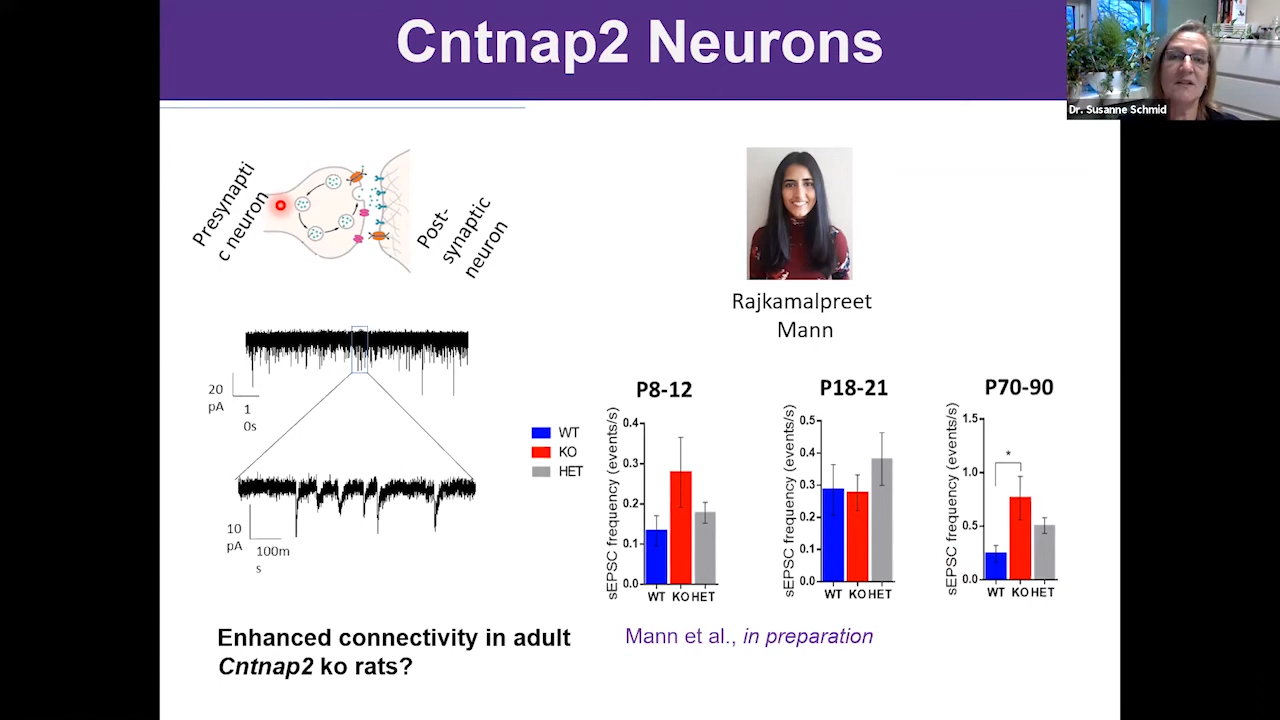 Cntnap2 Neurons
Dr. Susanne Schmid
Presynapti
c neuron
Post-
synaptic
neuron
Rajkamalpreet
Mann
20
pA
1
0s
10
pA
100m
s
WT
KO
HET
P8-12
sEPSC frequency (events/s)
0.4
0.3
0.2
0.1
0.0
WT KO HET
P18-21
sEPSC frequency (events/s)
0.5
0.4
0.3
0.2
0.1
0.0
WT KO HET
P70-90
sEPSC frequency (events/s)
1.5
1.0
0.5
0.0
*
WT KO HET
Enhanced connectivity in adult
Cntnap2 ko rats?
Mann et al., in preparation